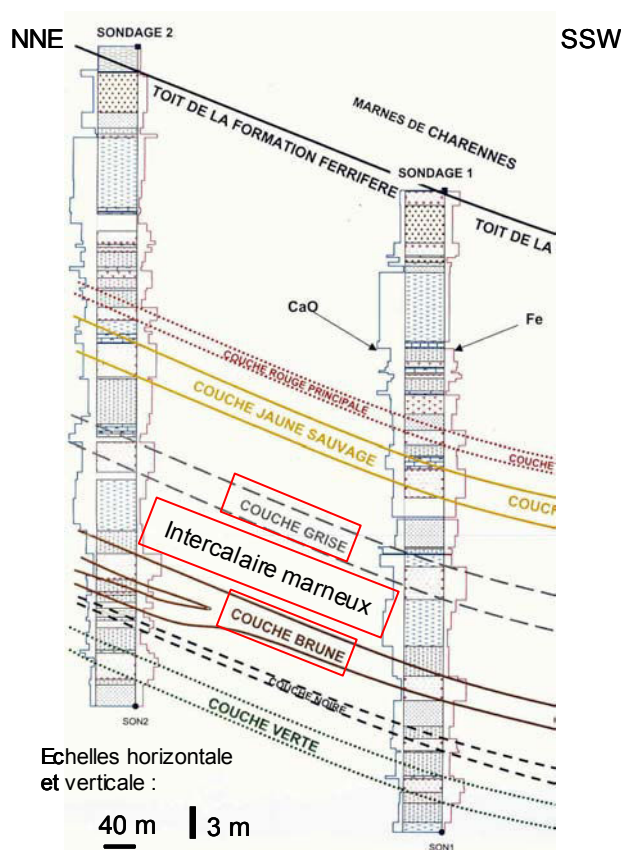 NNE
SONDAGE 2
SSW
TOIT DE LA FORMATION FERRIFERE
MARNES DE CHARENNES
SONDAGE 1
TOIT DE LA
CaO
Fe
COUCHE ROUGE PRINCIPALE
COUCHE
COUCHE JAUNE SAUVAGE
COUCH
COUCHE GRISE
Intercalaire marneux
COUCHE BRUNE
COUCHE NOIRE
COUCHE VERTE
SON2
SON1
Echelles horizontale
et verticale :
40 m
3 m